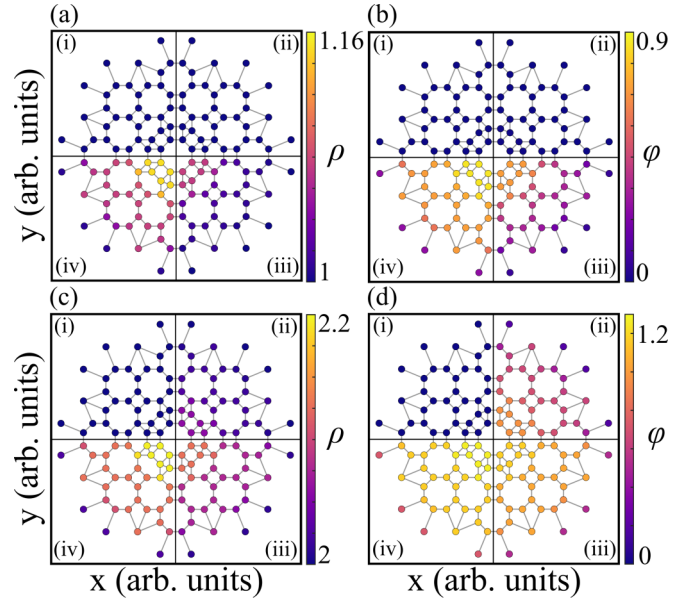 (a)
(i)
(ii)
(iv)
(iii)
1.16
ρ
1
y (arb. units)
(b)
(i)
(ii)
(iv)
(iii)
0.9
φ
0
(c)
(i)
(ii)
(iv)
(iii)
2.2
ρ
2
y (arb. units)
x (arb. units)
(d)
(i)
(ii)
(iv)
(iii)
1.2
φ
0
x (arb. units)